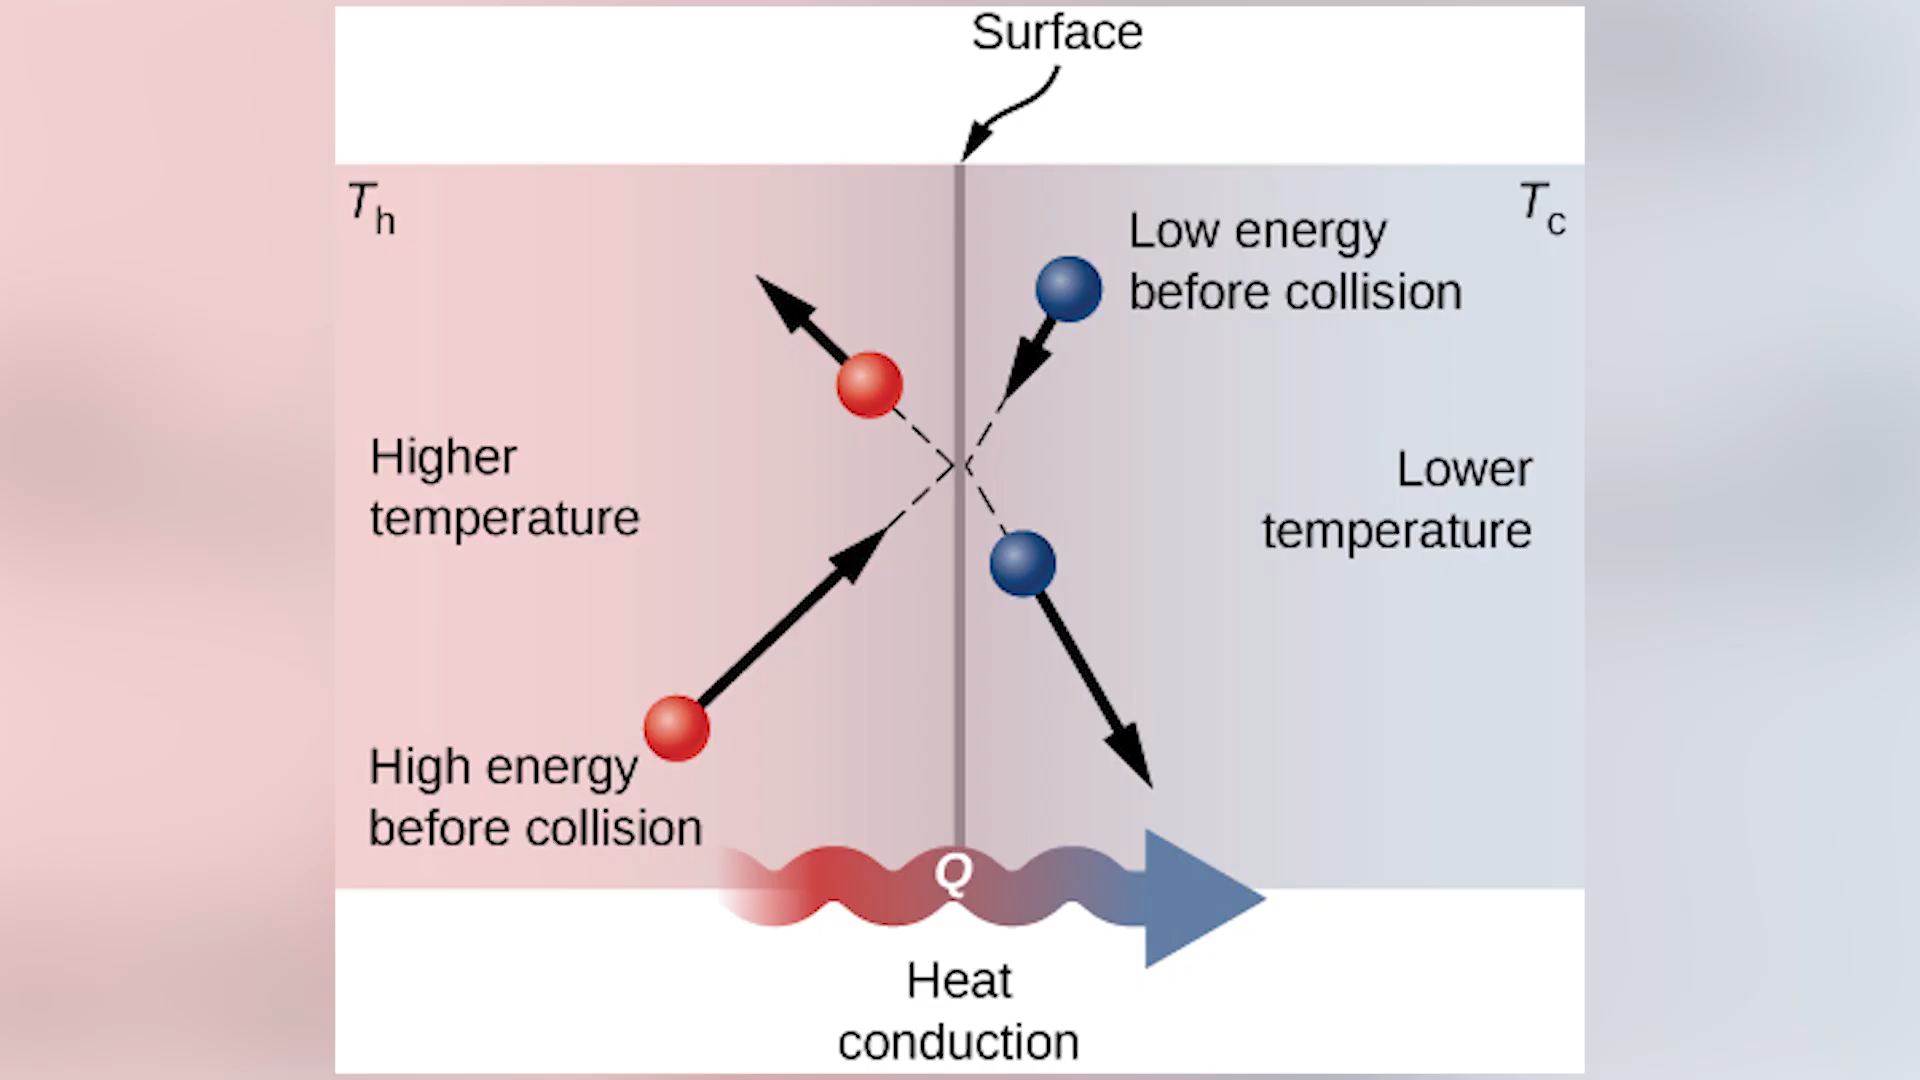 Surface
Th
Tc
Low energy
before collision
Higher
temperature
Lower
temperature
High energy
before collision
Q
Heat
conduction